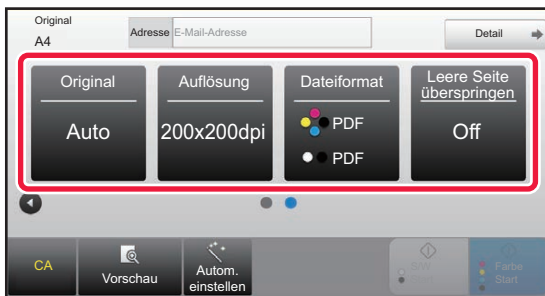 Original
A4
Adresse E-Mail-Adresse
Detail
Original
Auto
Auflösung
200x200dpi
Dateiformat
PDF
PDF
Leere Seite
überspringen
Off
CA
Vorschau
Autom.
einstellen
S/W
Start
Farbe
Start